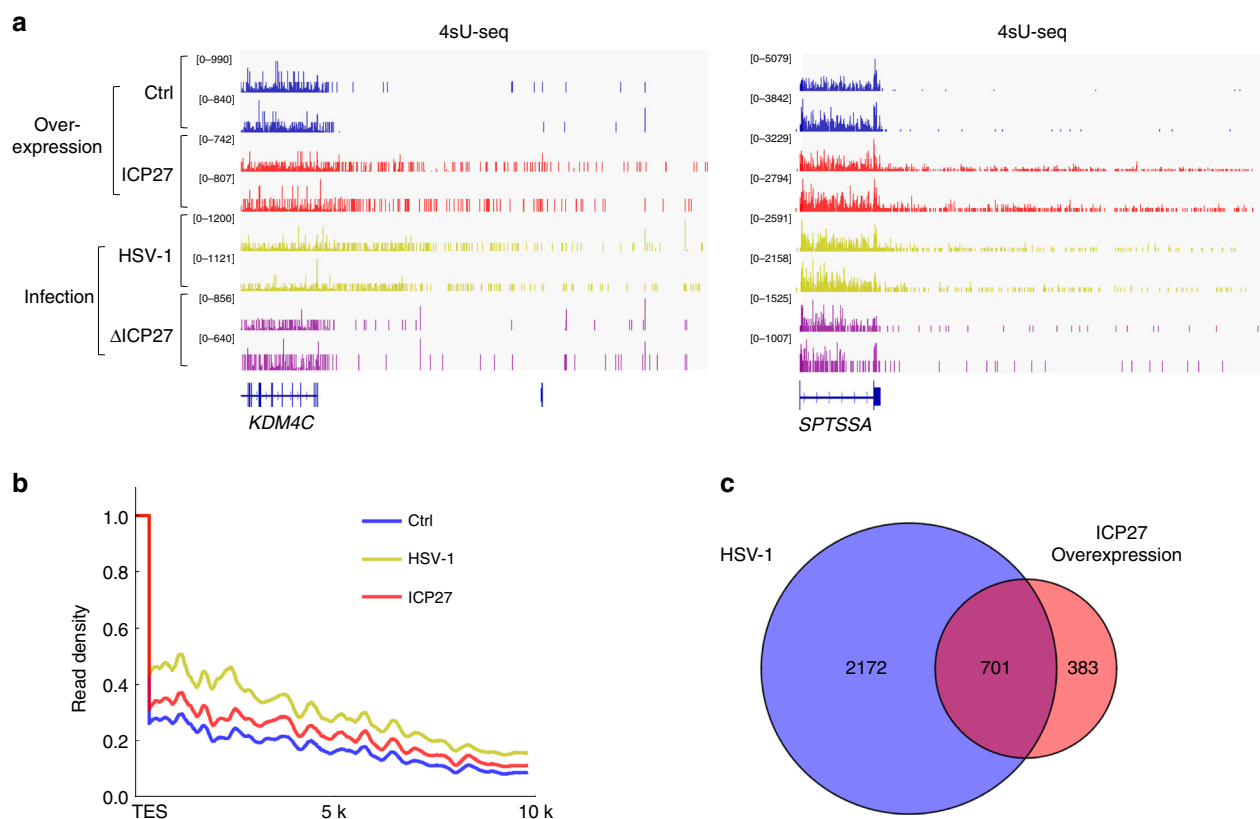 a
4sU-seq
4sU-seq
Over-
expression
Ctrl
ICP27
Infection
HSV-1
ΔICP27
[0–990]
[0–840]
[0–742]
[0–807]
[0–1200]
[0–1121]
[0–856]
[0–640]
KDM4C
[0–5079]
[0–3842]
[0–3229]
[0–2794]
[0–2591]
[0–2158]
[0–1525]
[0–1007]
SPTSSA
b
Read density
1.0
0.8
0.6
0.4
0.2
0.0
TES
5 k
10 k
Ctrl
HSV-1
ICP27
c
HSV-1
ICP27
Overexpression
2172
701
383